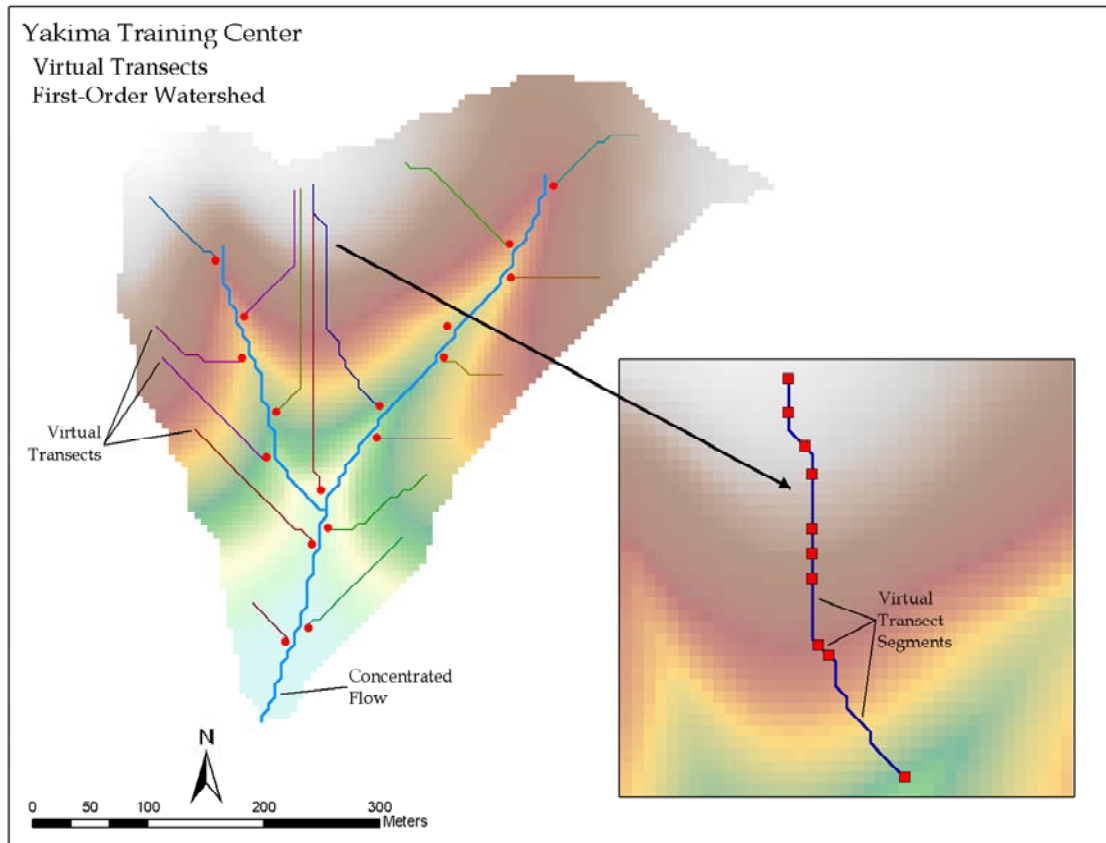 Yakima Training Center
Virtual Transects
First-Order Watershed
Virtual
Transects
Virtual
Transect
Segments
Concentrated
Flow
N
0 50 100 200 300
Meters